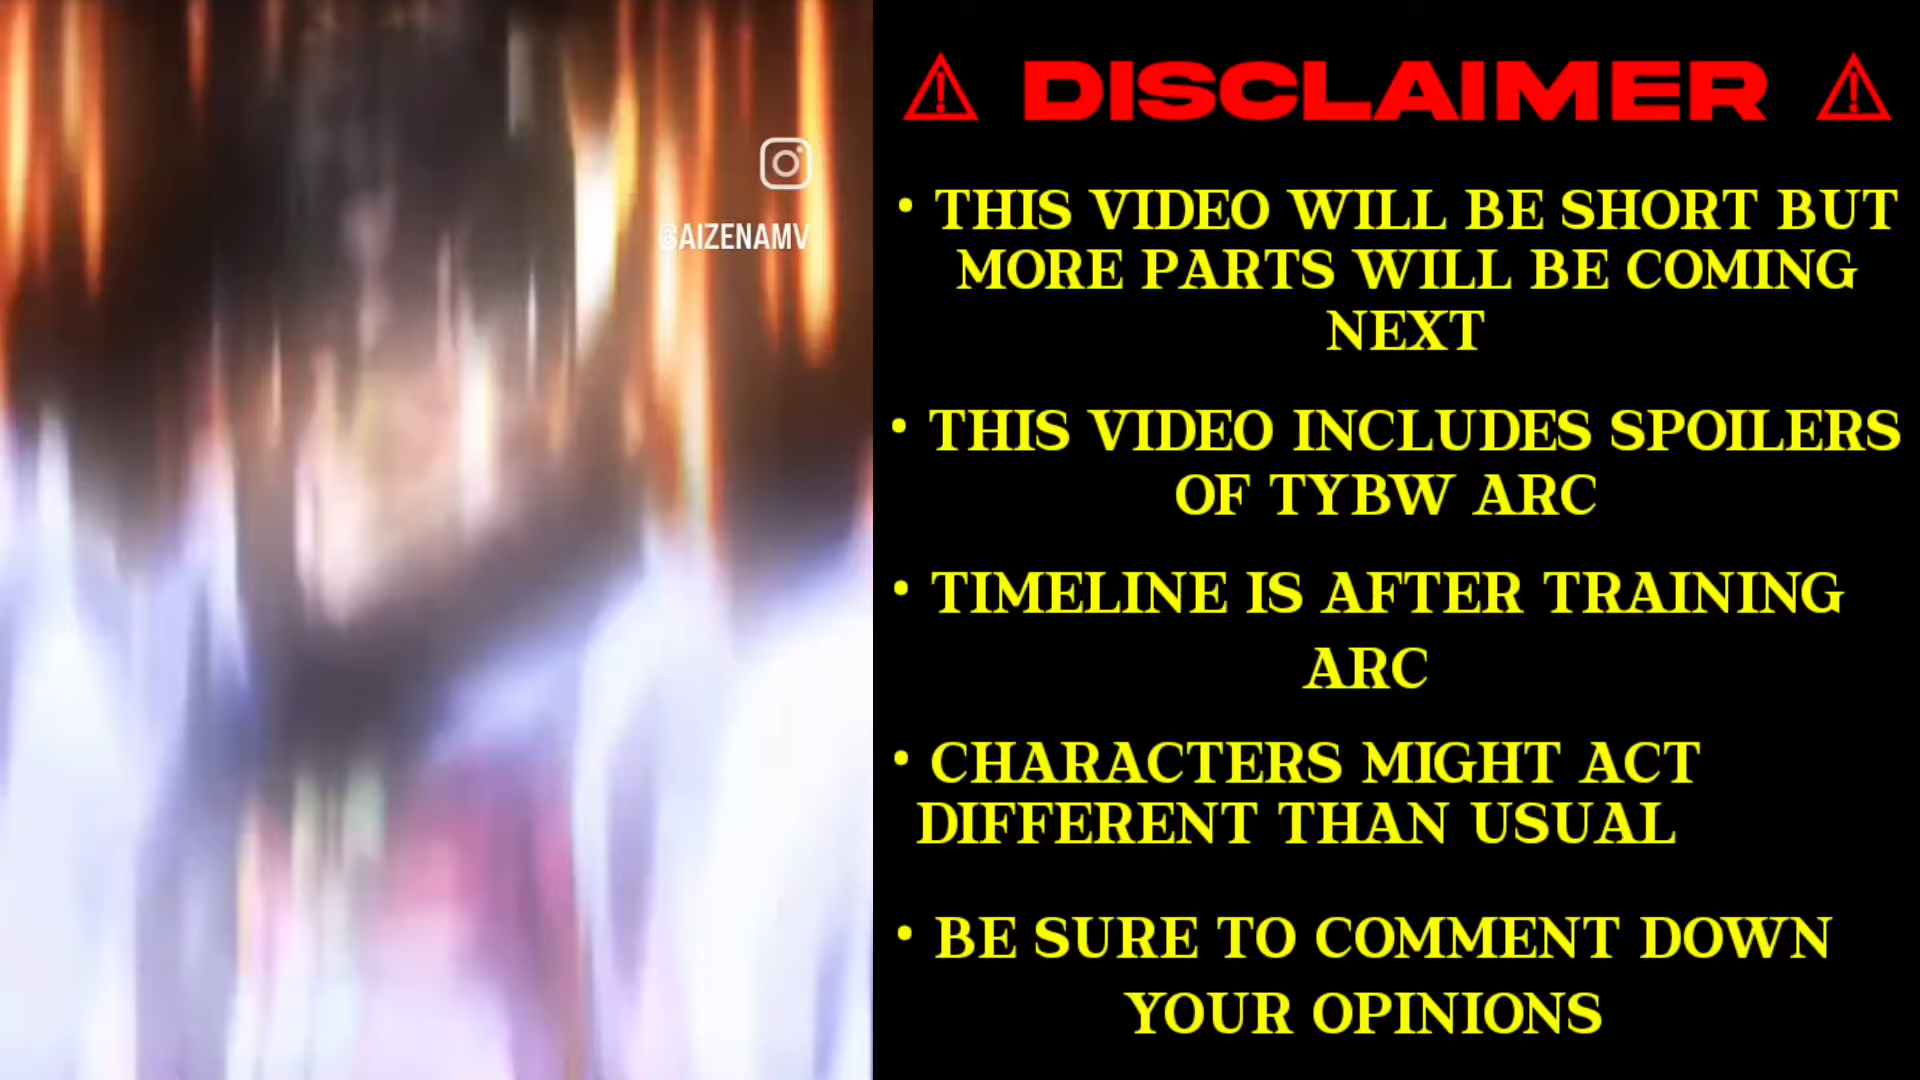 @AIZENAMV
⚠ DISCLAIMER ⚠
• THIS VIDEO WILL BE SHORT BUT
MORE PARTS WILL BE COMING
NEXT
• THIS VIDEO INCLUDES SPOILERS
OF TYBW ARC
• TIMELINE IS AFTER TRAINING
ARC
• CHARACTERS MIGHT ACT
DIFFERENT THAN USUAL
• BE SURE TO COMMENT DOWN
YOUR OPINIONS